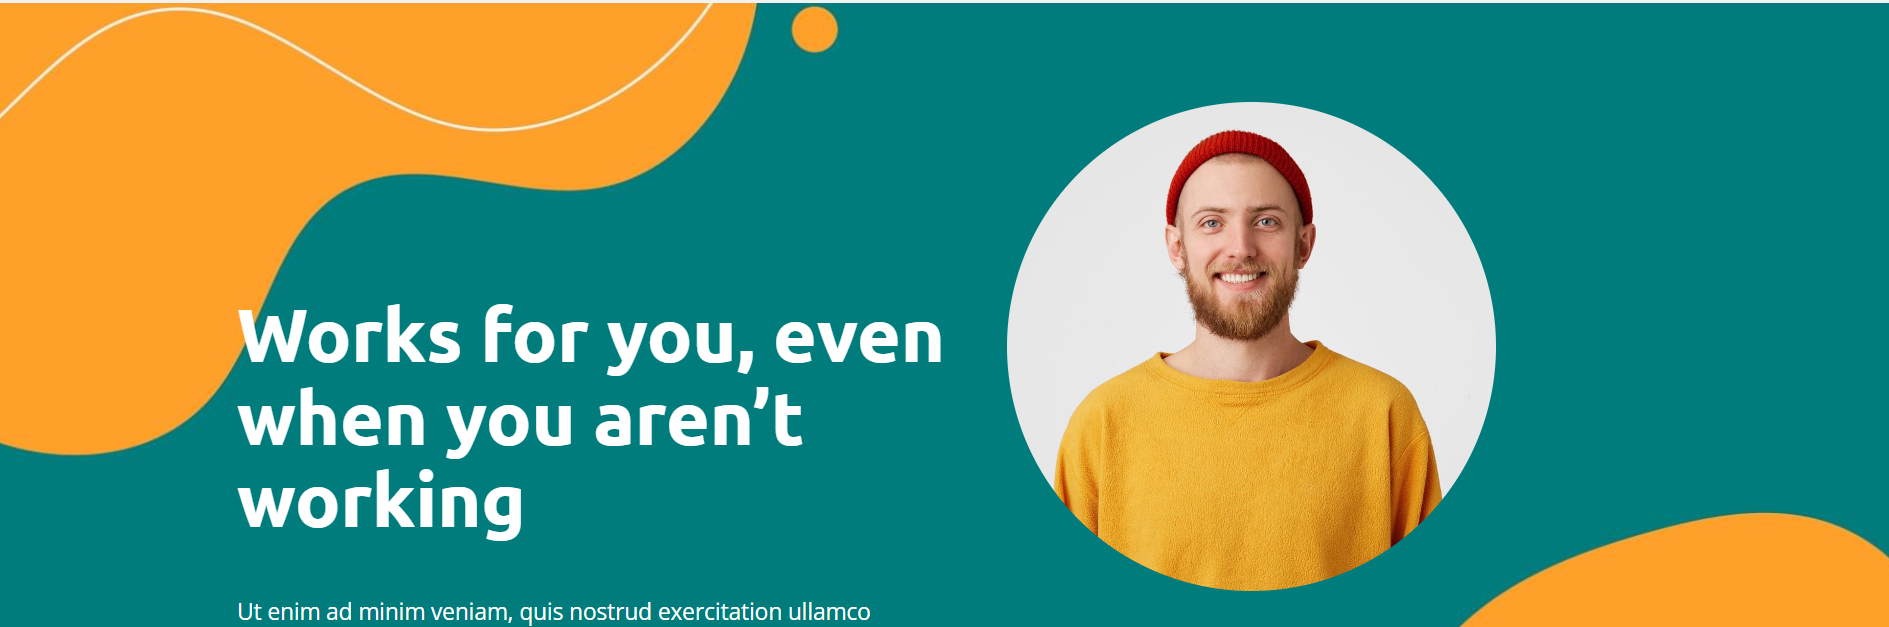 Works for you, even
when you aren’t
working
Ut enim ad minim veniam, quis nostrud exercitation ullamco